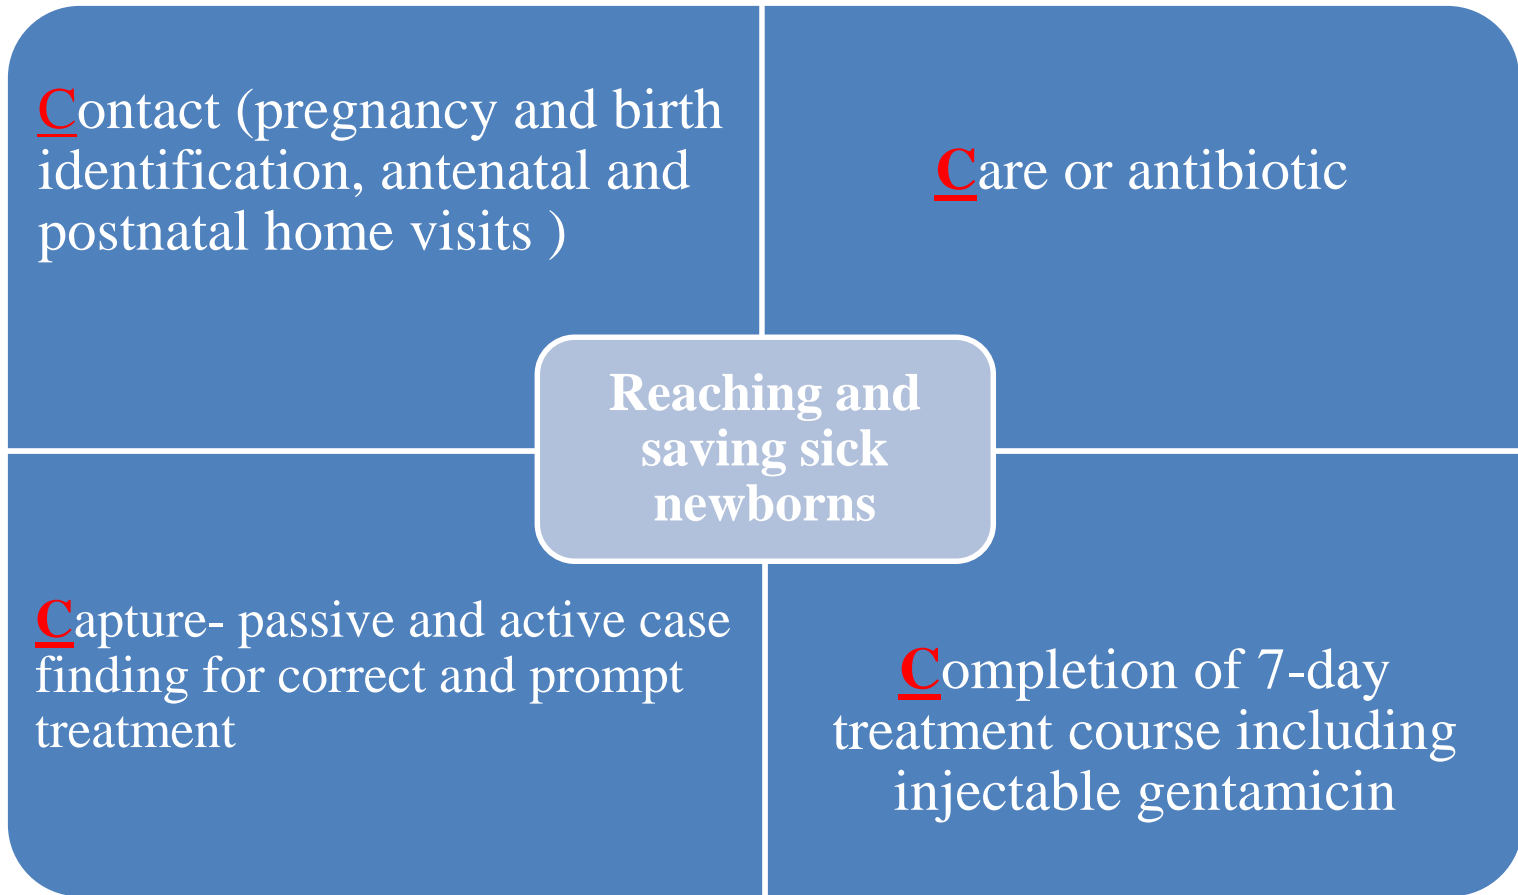 Contact (pregnancy and birth
identification, antenatal and
postnatal home visits )
Care or antibiotic
Reaching and
saving sick
newborns
Capture- passive and active case
finding for correct and prompt
treatment
Completion of 7-day
treatment course including
injectable gentamicin